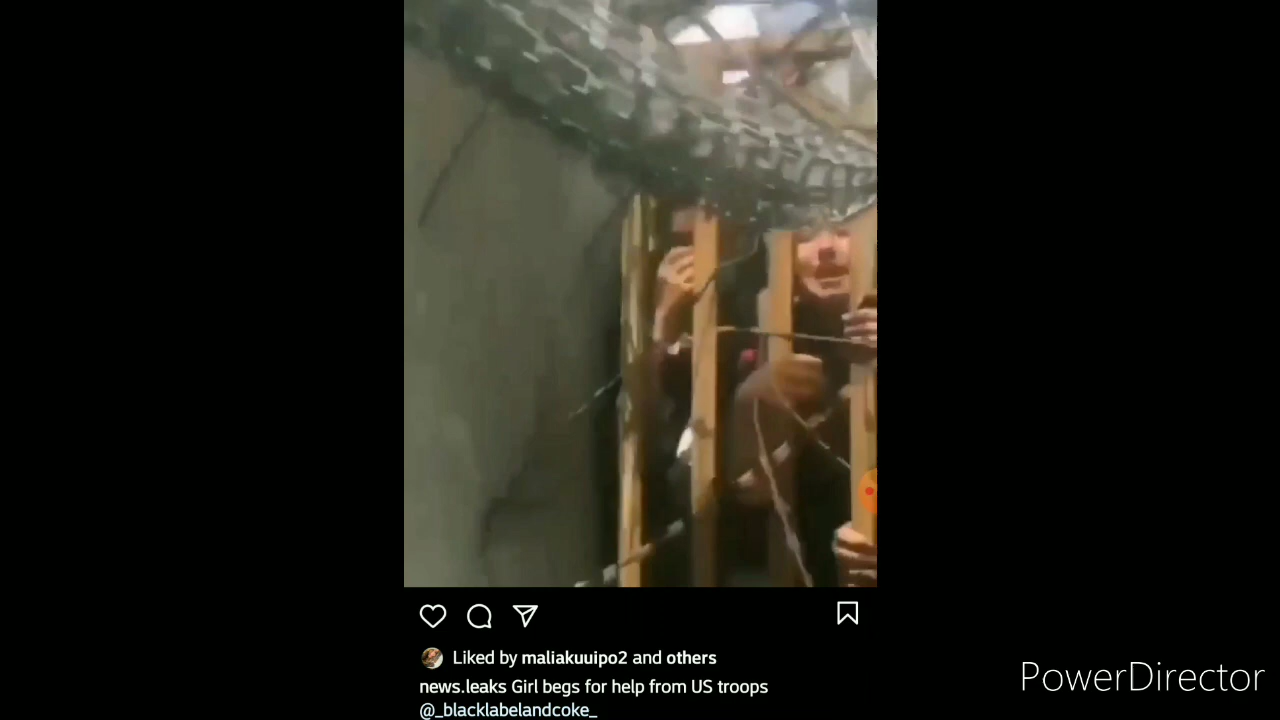 Liked by maliakuuipo2 and others
news.leaks Girl begs for help from US troops
@_blacklabelandcoke_
PowerDirector